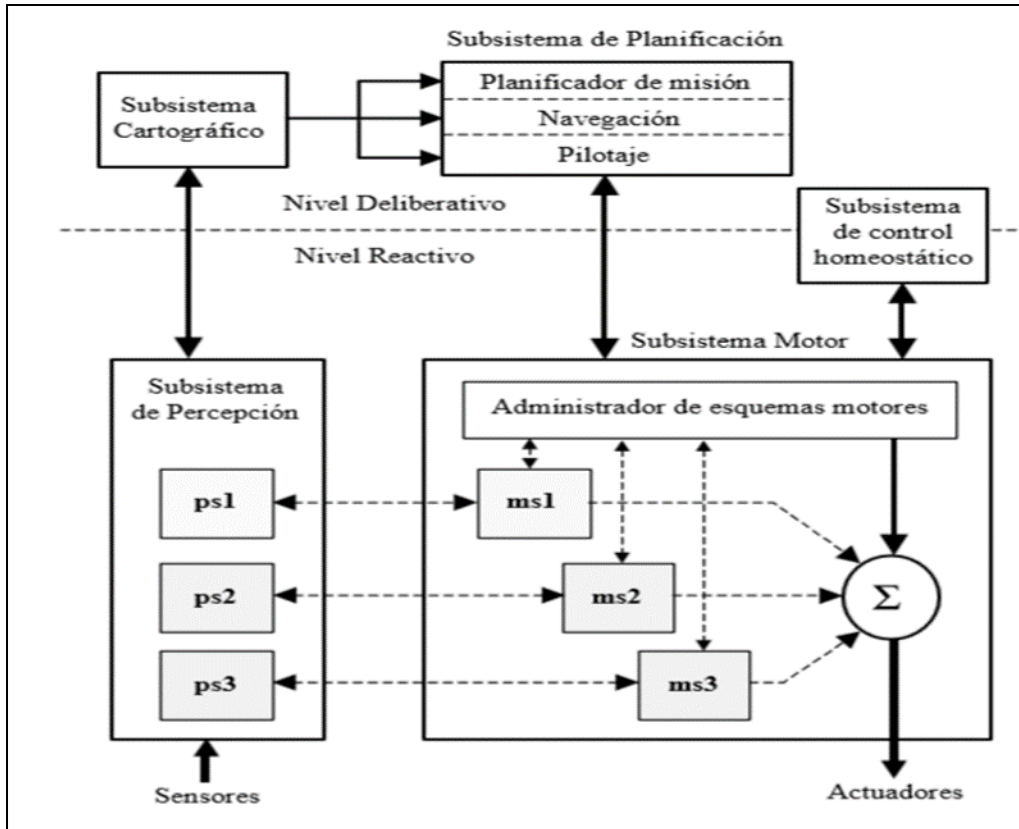 Subsistema de Planificación
Subsistema
Cartográfico
Planificador de misión
Navegación
Pilotaje
Nivel Deliberativo
Nivel Reactivo
Subsistema
de control
homeostático
Subsistema
de Percepción
Subsistema Motor
Administrador de esquemas motores
ps1
ms1
ps2
ms2
Σ
ps3
ms3
Sensores
Actuadores